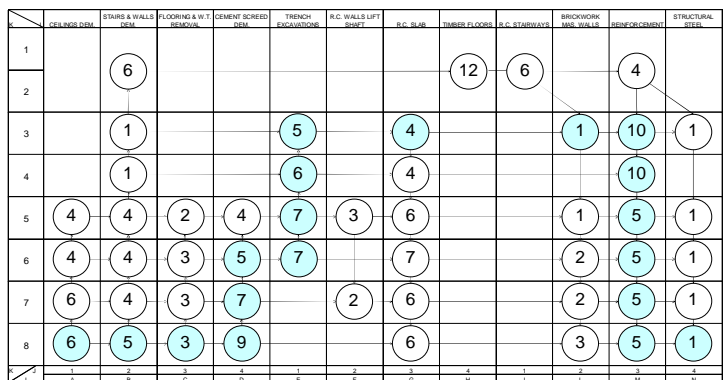 K L CEILINGS DEM. STAIRS & WALLS DEM. FLOORING & W.T. REMOVAL CEMENT SCREED DEM. TRENCH EXCAVATIONS R.C. WALLS LIFT SHAFT R.C. SLAB TIMBER FLOORS R.C. STAIRWAYS BRICKWORK MAS. WALLS REINFORCEMENT STRUCTURAL STEEL
1
6 12 6 4
2
3 1 5 4 1 10 1
4 1 6 4 10
5 4 4 2 4 7 3 6 1 5 1
6 4 4 3 5 7 7 2 5 1
7 6 4 3 7 2 6 2 5 1
8 6 5 3 9 6 3 5 1
K J 1 2 3 4 1 2 3 4 1 2 3 4